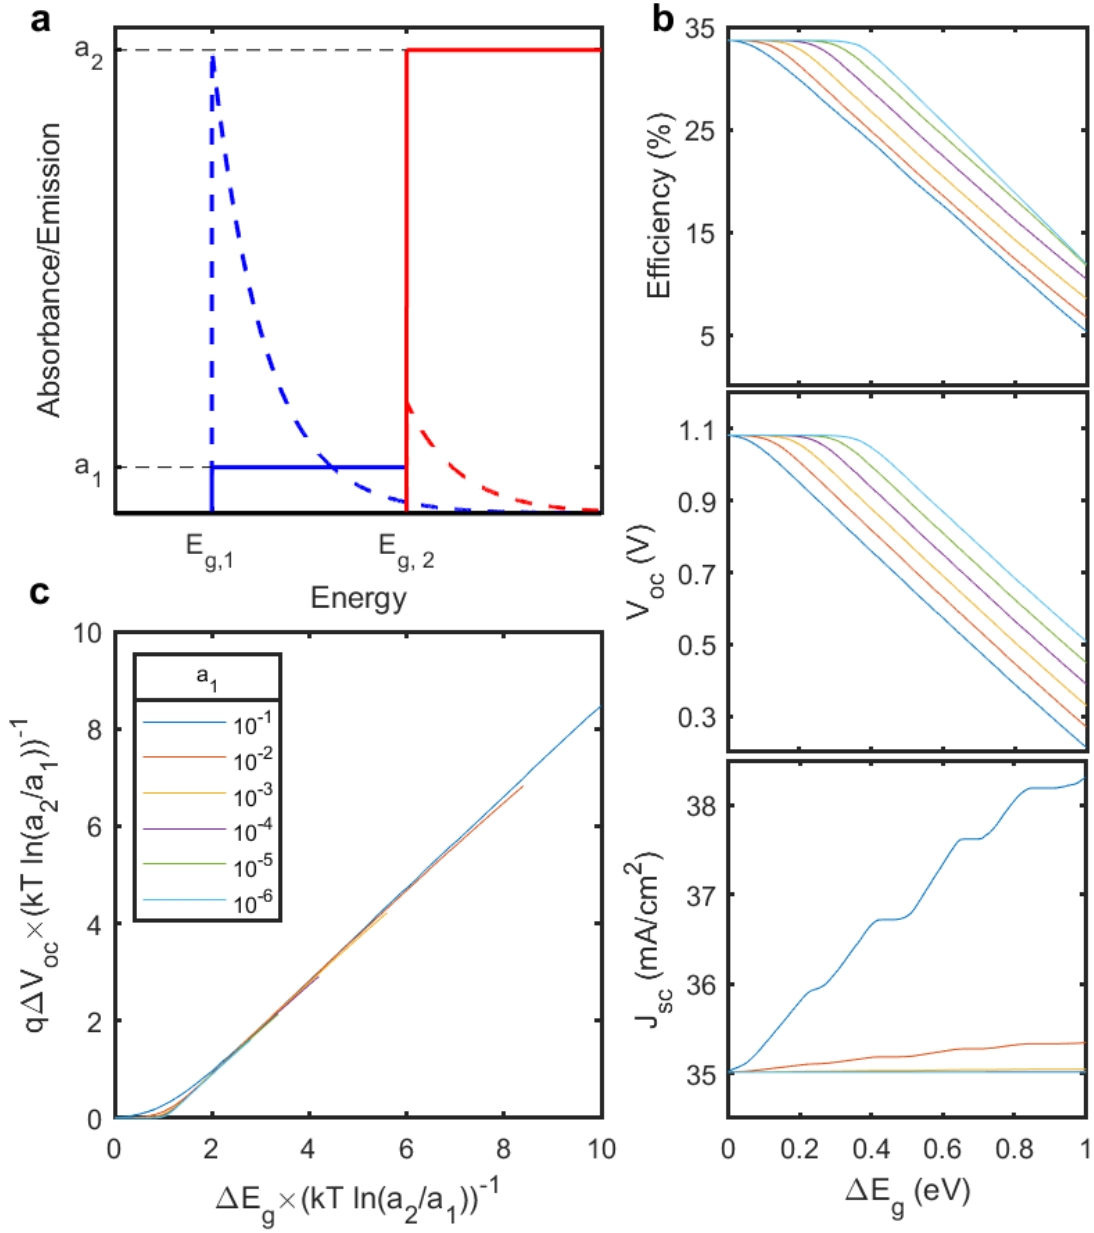 a
a2
a1
Absorbance/Emission
Eg,1
Eg, 2
Energy
b
35
25
15
5
Efficiency (%)
1.1
0.9
0.7
0.5
0.3
Voc (V)
38
37
36
35
Jsc (mA/cm²)
0 0.2 0.4 0.6 0.8 1
ΔEg (eV)
c
10
8
6
4
2
0
qΔVoc×(kT ln(a2/a1))⁻¹
a1
10⁻¹
10⁻²
10⁻³
10⁻⁴
10⁻⁵
10⁻⁶
0 2 4 6 8 10
ΔEg×(kT ln(a2/a1))⁻¹